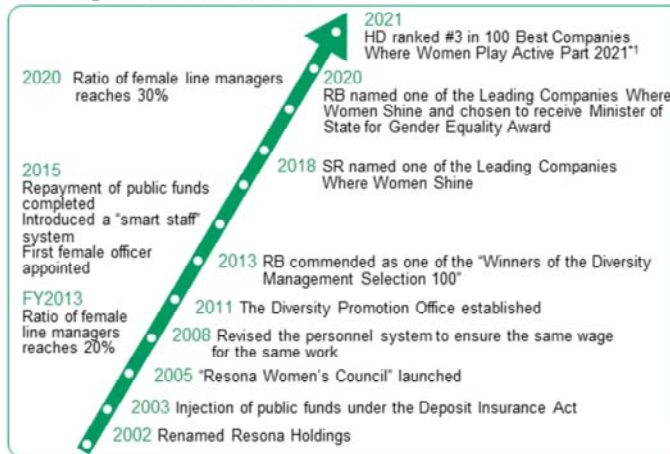 2021
HD ranked #3 in 100 Best Companies
Where Women Play Active Part 2021*1
2020 Ratio of female line managers
reaches 30%
2020
RB named one of the Leading Companies Where
Women Shine and chosen to receive Minister of
State for Gender Equality Award
2018 SR named one of the Leading Companies
Where Women Shine
2015
Repayment of public funds
completed
Introduced a "smart staff"
system
First female officer
appointed
2013 RB commended as one of the "Winners of the Diversity
Management Selection 100"
FY2013
Ratio of female
line managers
reaches 20%
2011 The Diversity Promotion Office established
2008 Revised the personnel system to ensure the same wage
for the same work
2005 "Resona Women's Council" launched
2003 Injection of public funds under the Deposit Insurance Act
2002 Renamed Resona Holdings